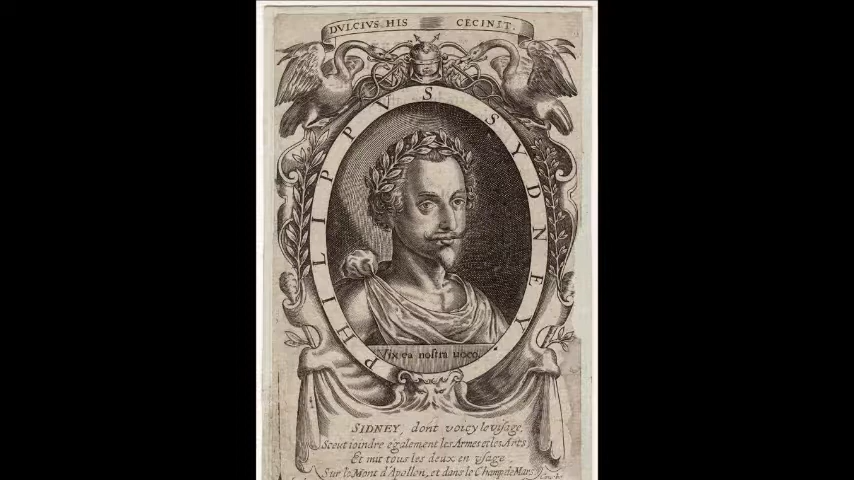 DVLCIVS HIS CECINIT.
PHILIPPVS SYDNEY.
Vix ea nostra uoco.
SIDNEY, dont voicy le visage,
Sceut ioindre egalement les Armes et les Arts,
Et mit tous les deux en vsage,
Sur le Mont d'Apollon, et dans le Champ de Mars